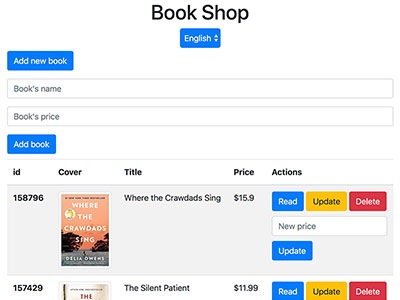 Book Shop
English
Add new book
Book's name
Book's price
Add book
id Cover Title Price Actions
158796 Where the Crawdads Sing $15.9 Read Update Delete
WHERE
THE
CRAWDADS
SING
DELIA OWENS
New price
Update
157429 The Silent Patient $11.99 Read Update Delete
THE